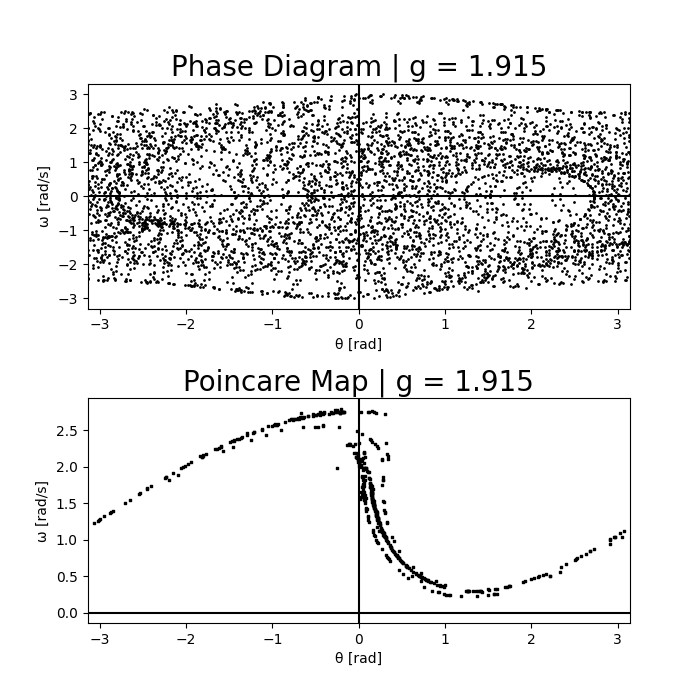 Phase Diagram | g = 1.915
3
2
1
0
−1
−2
−3
ω [rad/s]
−3 −2 −1 0 1 2 3
θ [rad]
Poincare Map | g = 1.915
2.5
2.0
1.5
1.0
0.5
0.0
ω [rad/s]
−3 −2 −1 0 1 2 3
θ [rad]